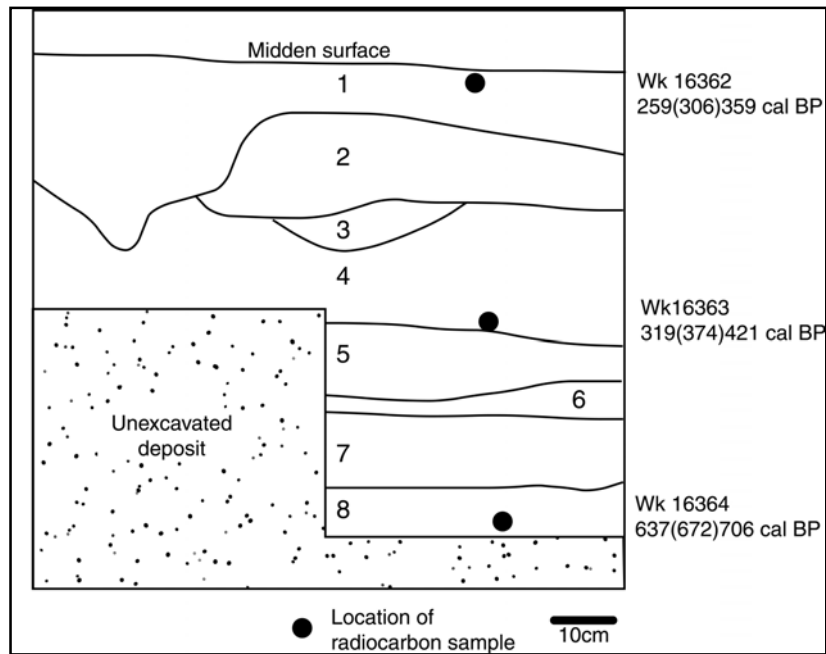 Midden surface
1
Wk 16362
259(306)359 cal BP
2
3
4
Wk16363
319(374)421 cal BP
5
6
Unexcavated
deposit
7
8
Wk 16364
637(672)706 cal BP
Location of
radiocarbon sample
10cm